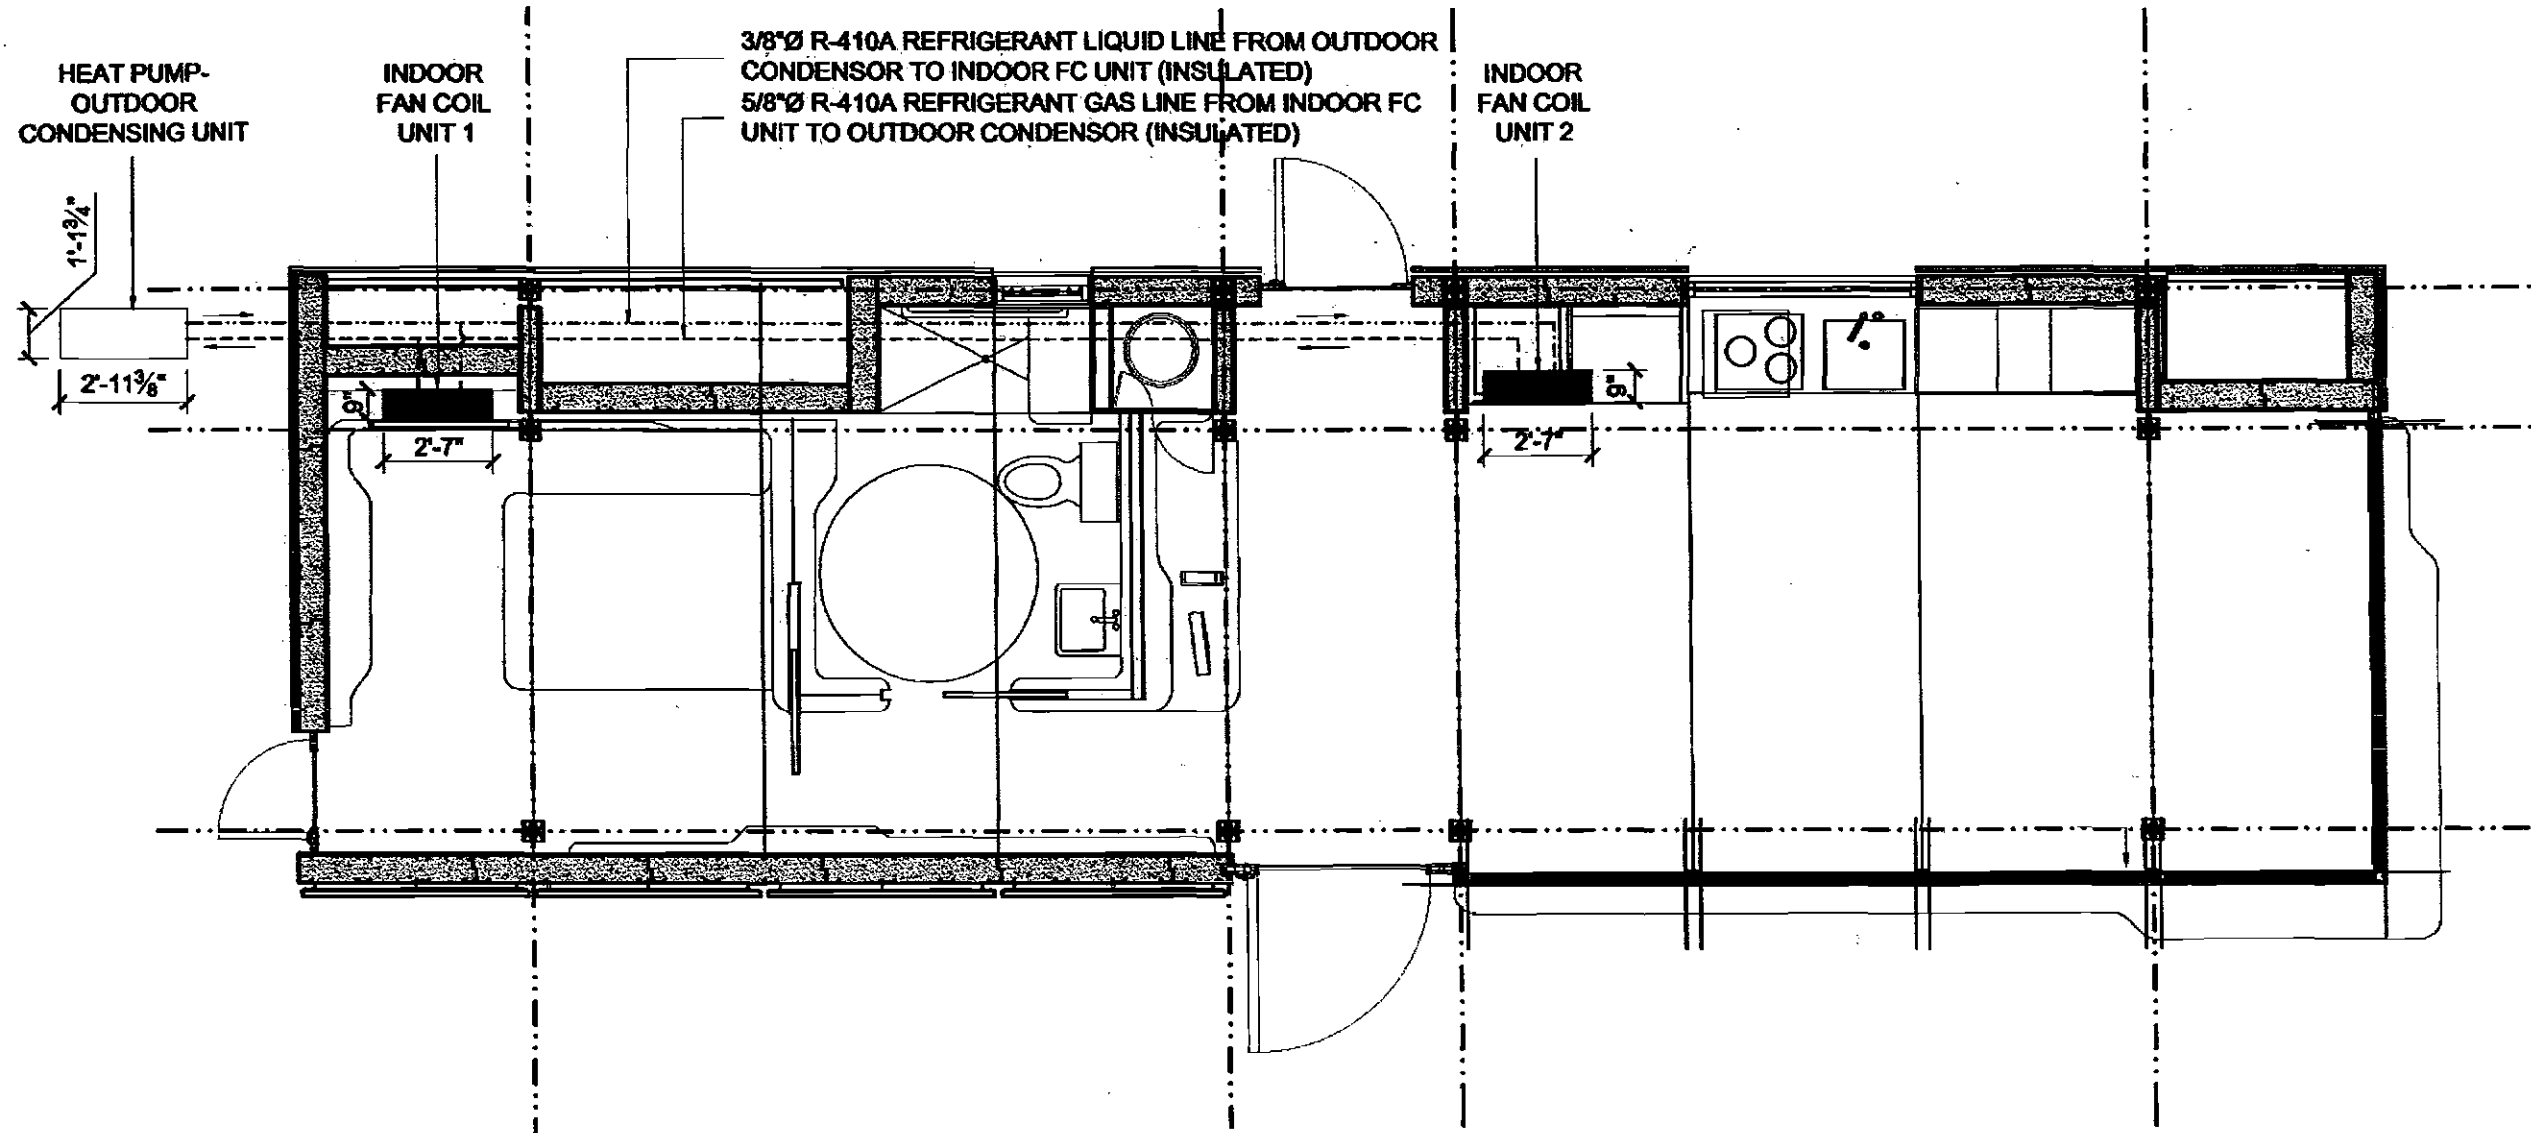 HEAT PUMP-
OUTDOOR
CONDENSING UNIT
INDOOR
FAN COIL
UNIT 1
3/8"Ø R-410A REFRIGERANT LIQUID LINE FROM OUTDOOR
CONDENSOR TO INDOOR FC UNIT (INSULATED)
5/8"Ø R-410A REFRIGERANT GAS LINE FROM INDOOR FC
UNIT TO OUTDOOR CONDENSOR (INSULATED)
INDOOR
FAN COIL
UNIT 2
1'-1¾"
2'-11⅜"
9"
2'-7"
9"
2'-7"